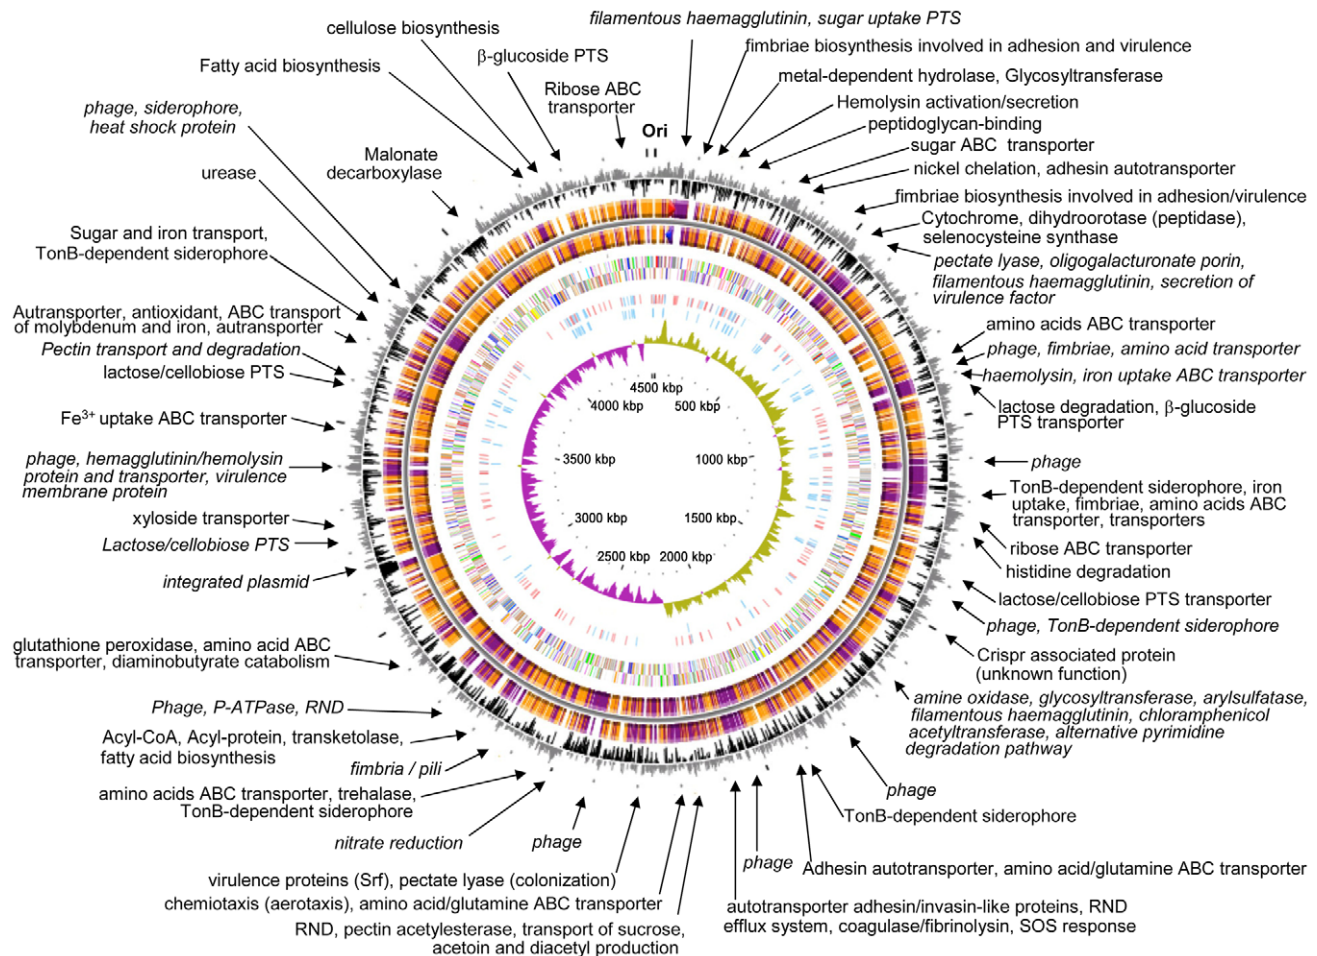 filamentous haemagglutinin, sugar uptake PTS
cellulose biosynthesis
fimbriae biosynthesis involved in adhesion and virulence
β-glucoside PTS
Fatty acid biosynthesis
metal-dependent hydrolase, Glycosyltransferase
Ribose ABC
transporter
Hemolysin activation/secretion
phage, siderophore,
heat shock protein
peptidoglycan-binding
Ori
sugar ABC transporter
Malonate
decarboxylase
nickel chelation, adhesin autotransporter
urease
fimbriae biosynthesis involved in adhesion/virulence
Cytochrome, dihydroorotase (peptidase),
selenocysteine synthase
Sugar and iron transport,
TonB-dependent siderophore
pectate lyase, oligogalacturonate porin,
filamentous haemagglutinin, secretion of
virulence factor
Autransporter, antioxidant, ABC transport
of molybdenum and iron, autransporter
amino acids ABC transporter
Pectin transport and degradation
phage, fimbriae, amino acid transporter
lactose/cellobiose PTS
haemolysin, iron uptake ABC transporter
4500 kbp
4000 kbp
500 kbp
lactose degradation, β-glucoside
PTS transporter
Fe3+ uptake ABC transporter
3500 kbp
1000 kbp
phage
phage, hemagglutinin/hemolysin
protein and transporter, virulence
membrane protein
TonB-dependent siderophore, iron
uptake, fimbriae, amino acids ABC
transporter, transporters
xyloside transporter
3000 kbp
1500 kbp
Lactose/cellobiose PTS
ribose ABC transporter
2500 kbp
2000 kbp
histidine degradation
integrated plasmid
lactose/cellobiose PTS transporter
phage, TonB-dependent siderophore
glutathione peroxidase, amino acid ABC
transporter, diaminobutyrate catabolism
Crispr associated protein
(unknown function)
Phage, P-ATPase, RND
amine oxidase, glycosyltransferase, arylsulfatase,
filamentous haemagglutinin, chloramphenicol
acetyltransferase, alternative pyrimidine
degradation pathway
Acyl-CoA, Acyl-protein, transketolase,
fatty acid biosynthesis
fimbria / pili
phage
amino acids ABC transporter, trehalase,
TonB-dependent siderophore
TonB-dependent siderophore
nitrate reduction
phage
phage
Adhesin autotransporter, amino acid/glutamine ABC transporter
virulence proteins (Srf), pectate lyase (colonization)
chemiotaxis (aerotaxis), amino acid/glutamine ABC transporter
autotransporter adhesin/invasin-like proteins, RND
efflux system, coagulase/fibrinolysin, SOS response
RND, pectin acetylesterase, transport of sucrose,
acetoin and diacetyl production